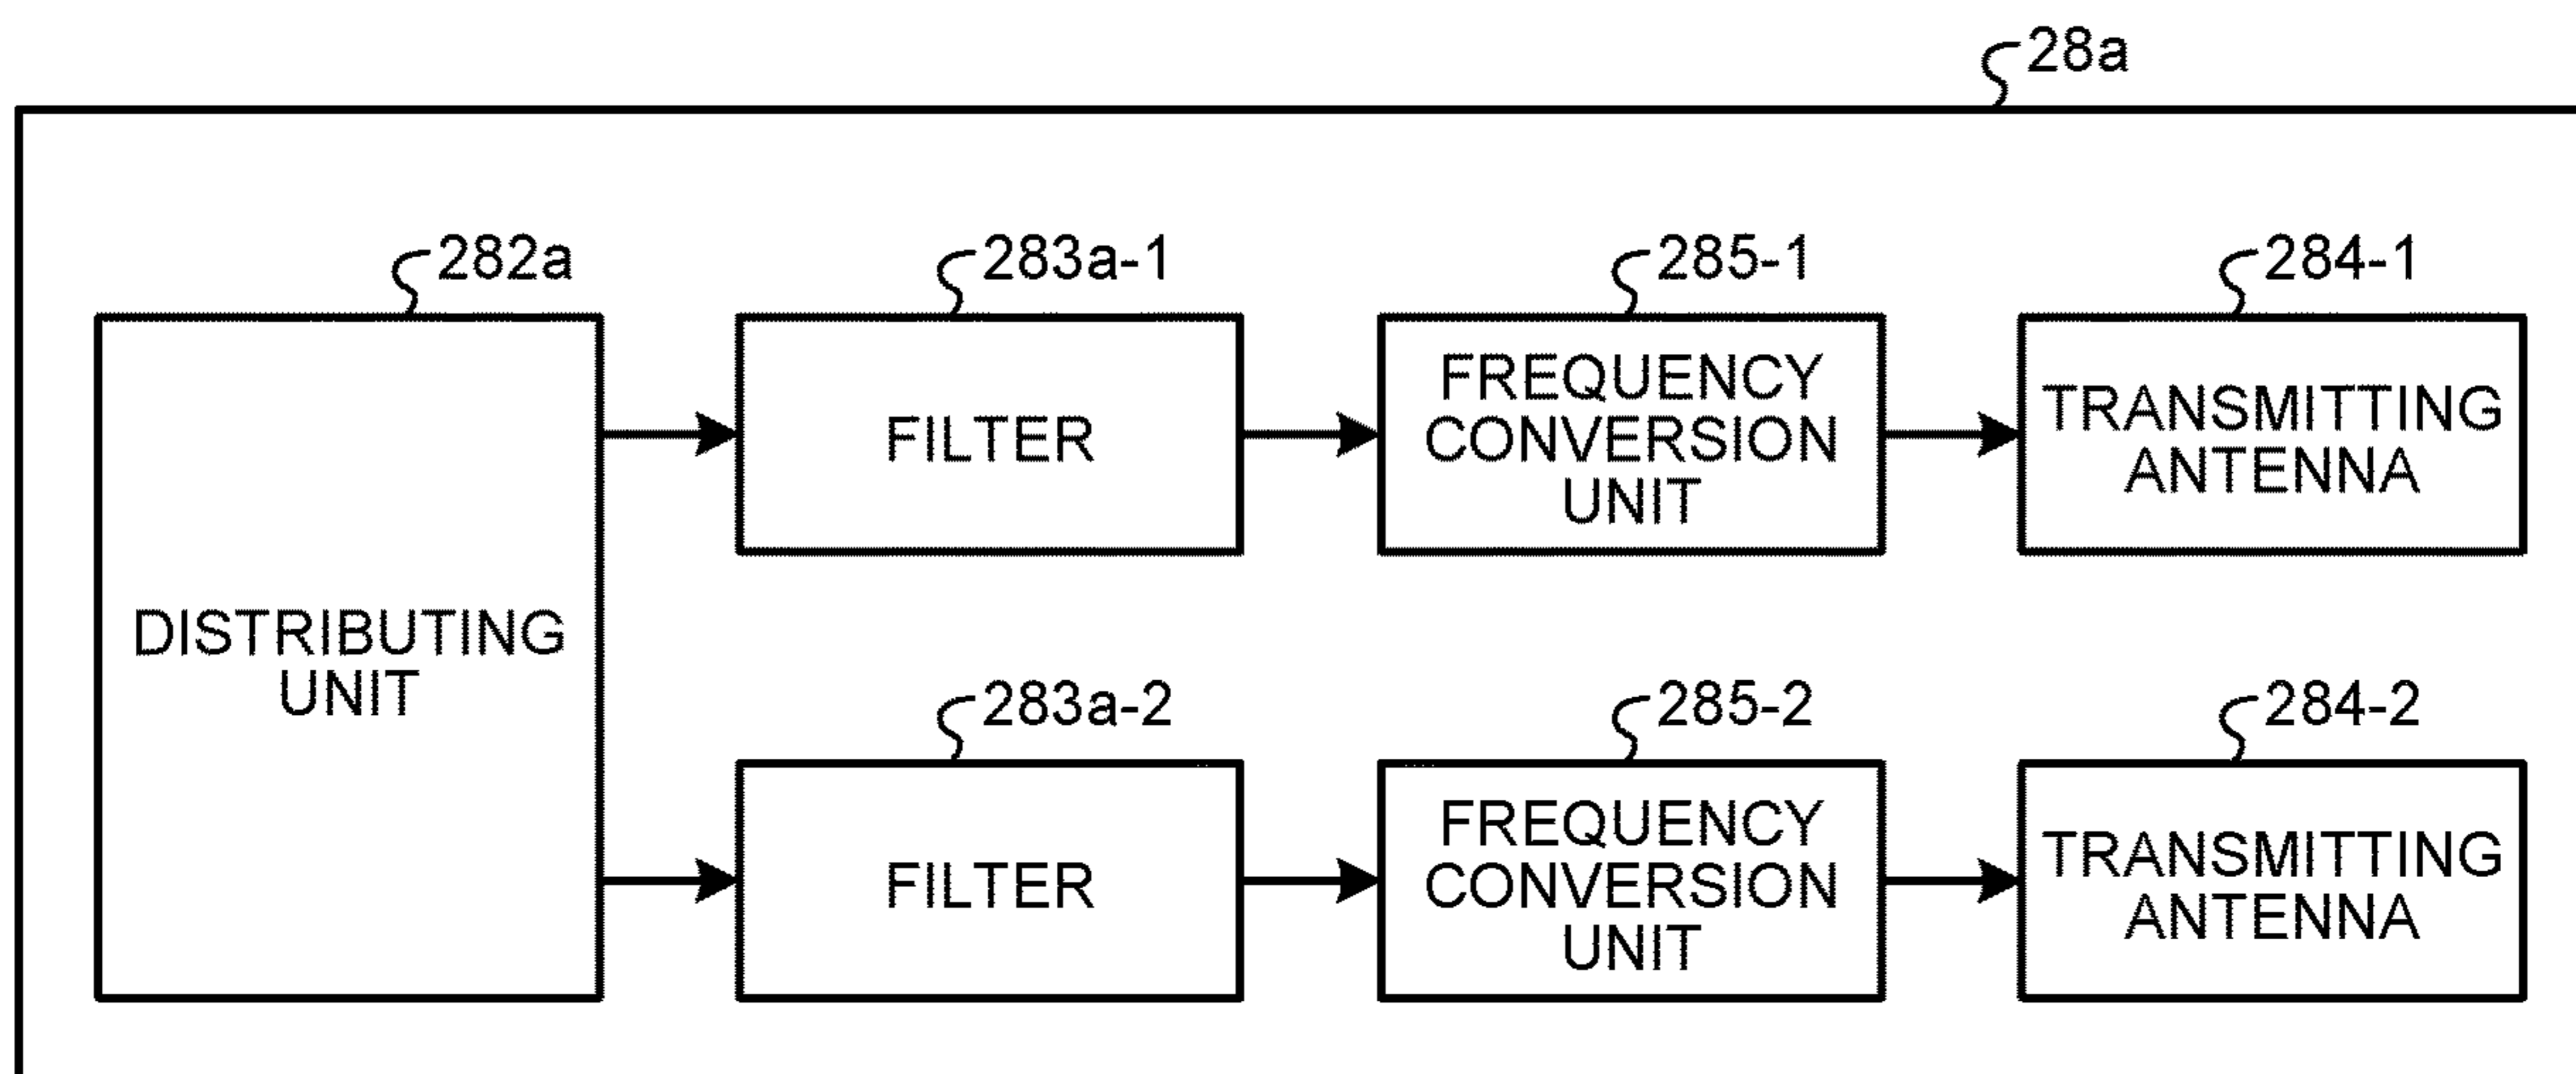 28a
282a
283a-1
285-1
284-1
DISTRIBUTING
UNIT
FILTER
FREQUENCY
CONVERSION
UNIT
TRANSMITTING
ANTENNA
283a-2
285-2
284-2
FILTER
FREQUENCY
CONVERSION
UNIT
TRANSMITTING
ANTENNA